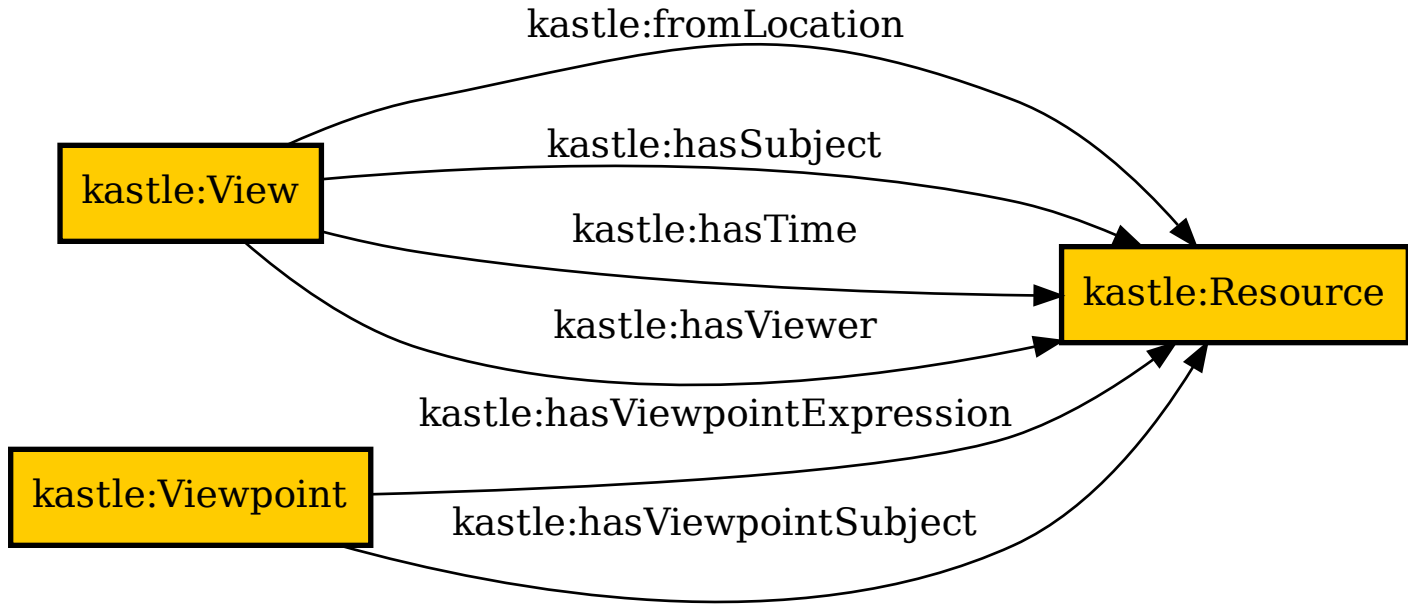 kastle:fromLocation
kastle:hasSubject
kastle:View
kastle:hasTime
kastle:Resource
kastle:hasViewer
kastle:hasViewpointExpression
kastle:Viewpoint
kastle:hasViewpointSubject